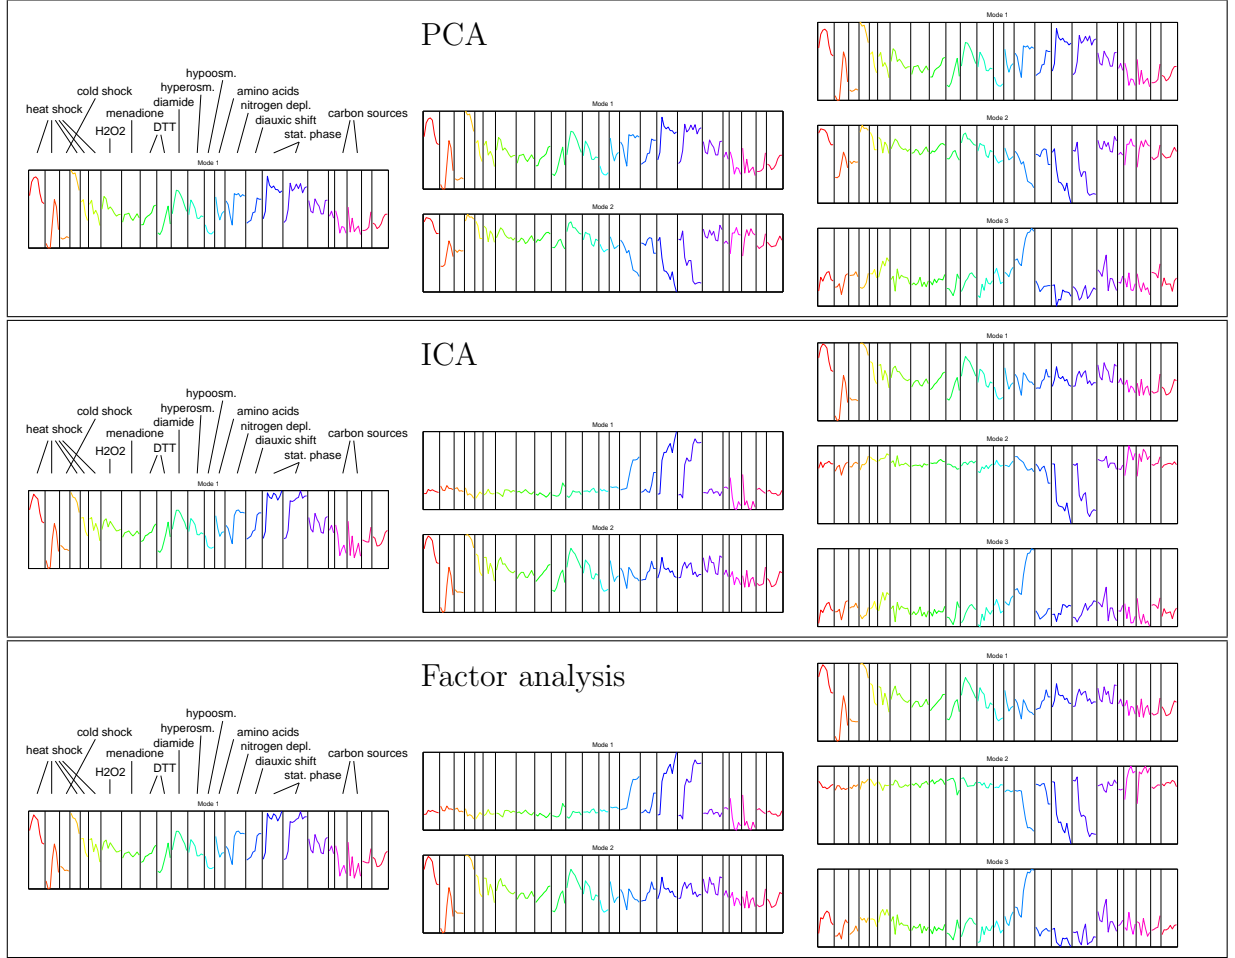 PCA
hypoosm.
cold shock
hyperosm.
amino acids
heat shock
diamide
nitrogen depl.
menadione
diauxic shift
carbon sources
H2O2
DTT
stat. phase
Mode 1
Mode 1
Mode 2
Mode 1
Mode 2
Mode 3
ICA
hypoosm.
cold shock
hyperosm.
amino acids
heat shock
diamide
nitrogen depl.
menadione
diauxic shift
carbon sources
H2O2
DTT
stat. phase
Mode 1
Mode 1
Mode 2
Mode 1
Mode 2
Mode 3
Factor analysis
hypoosm.
cold shock
hyperosm.
amino acids
heat shock
diamide
nitrogen depl.
menadione
diauxic shift
carbon sources
H2O2
DTT
stat. phase
Mode 1
Mode 1
Mode 2
Mode 1
Mode 2
Mode 3